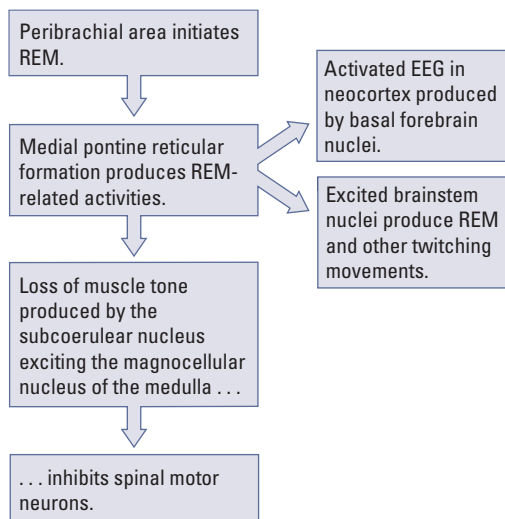 Peribrachial area initiates
REM.
Medial pontine reticular
formation produces REM-
related activities.
Activated EEG in
neocortex produced
by basal forebrain
nuclei.
Excited brainstem
nuclei produce REM
and other twitching
movements.
Loss of muscle tone
produced by the
subcoerulear nucleus
exciting the magnocellular
nucleus of the medulla . . .
. . . inhibits spinal motor
neurons.